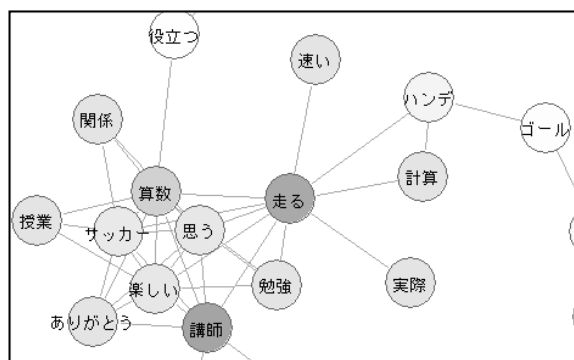 役立つ
速い
ハンデ
関係
ゴール
計算
算数
走る
授業
サッカー
思う
楽しい
勉強
実際
ありがとう
講師